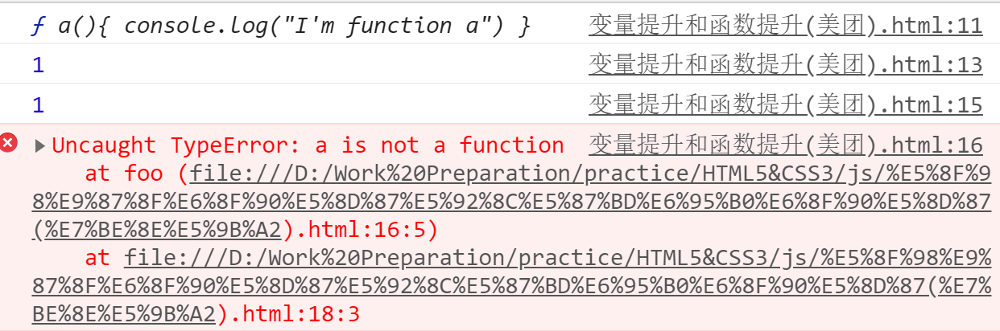 ƒ a(){ console.log("I'm function a") } 变量提升和函数提升(美团).html:11
1 变量提升和函数提升(美团).html:13
1 变量提升和函数提升(美团).html:15
Uncaught TypeError: a is not a function 变量提升和函数提升(美团).html:16
at foo (file:///D:/Work%20Preparation/practice/HTML5&CSS3/js/%E5%8F%9
8%E9%87%8F%E6%8F%90%E5%8D%87%E5%92%8C%E5%87%BD%E6%95%B0%E6%8F%90%E5%8D%87
(%E7%BE%8E%E5%9B%A2).html:16:5)
at file:///D:/Work%20Preparation/practice/HTML5&CSS3/js/%E5%8F%98%E9%
87%8F%E6%8F%90%E5%8D%87%E5%92%8C%E5%87%BD%E6%95%B0%E6%8F%90%E5%8D%87(%E7%
BE%8E%E5%9B%A2).html:18:3